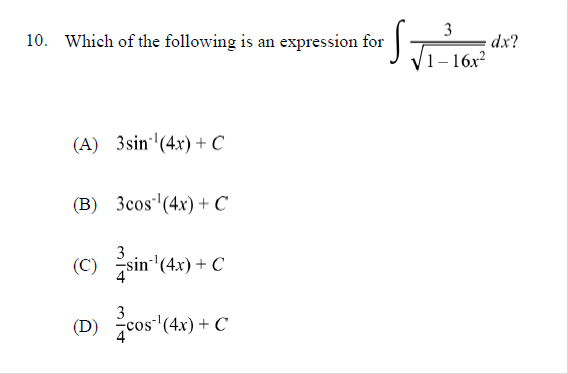 10. Which of the following is an expression for ∫ 3/√(1 – 16x²) dx?
(A) 3sin⁻¹(4x) + C
(B) 3cos⁻¹(4x) + C
(C) 3/4 sin⁻¹(4x) + C
(D) 3/4 cos⁻¹(4x) + C